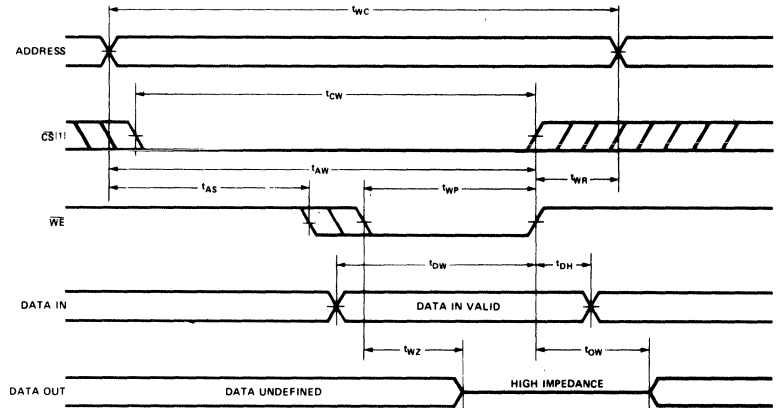 tWC
ADDRESS
tCW
CS[1]
tAW
tAS
tWP
tWR
WE
tDW
tDH
DATA IN
DATA IN VALID
tWZ
tOW
DATA OUT
DATA UNDEFINED
HIGH IMPEDANCE